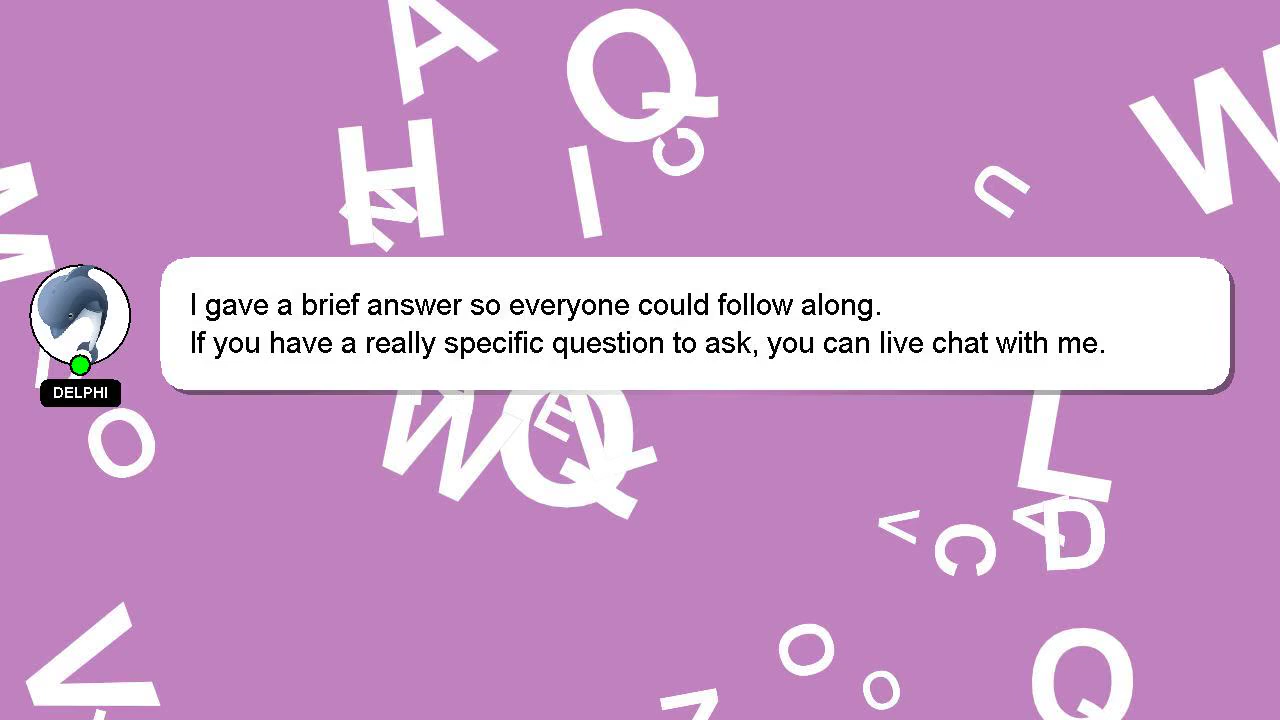 I gave a brief answer so everyone could follow along.
If you have a really specific question to ask, you can live chat with me.
DELPHI